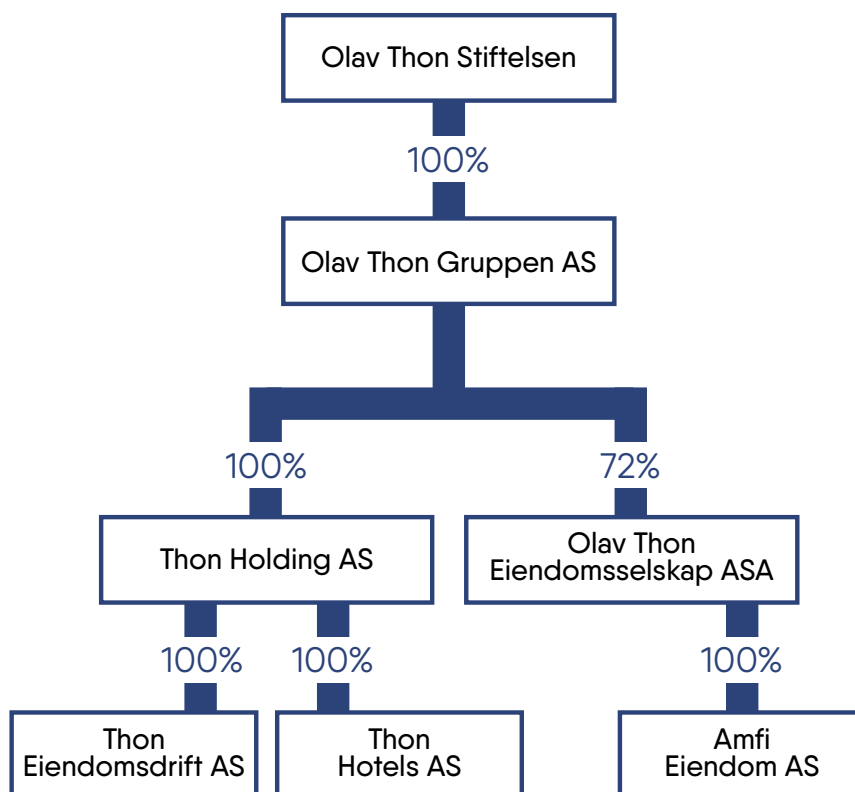 Olav Thon Stiftelsen
100%
Olav Thon Gruppen AS
100%
72%
Thon Holding AS
Olav Thon
Eiendomsselskap ASA
100%
100%
100%
Thon
Eiendomsdrift AS
Thon
Hotels AS
Amfi
Eiendom AS